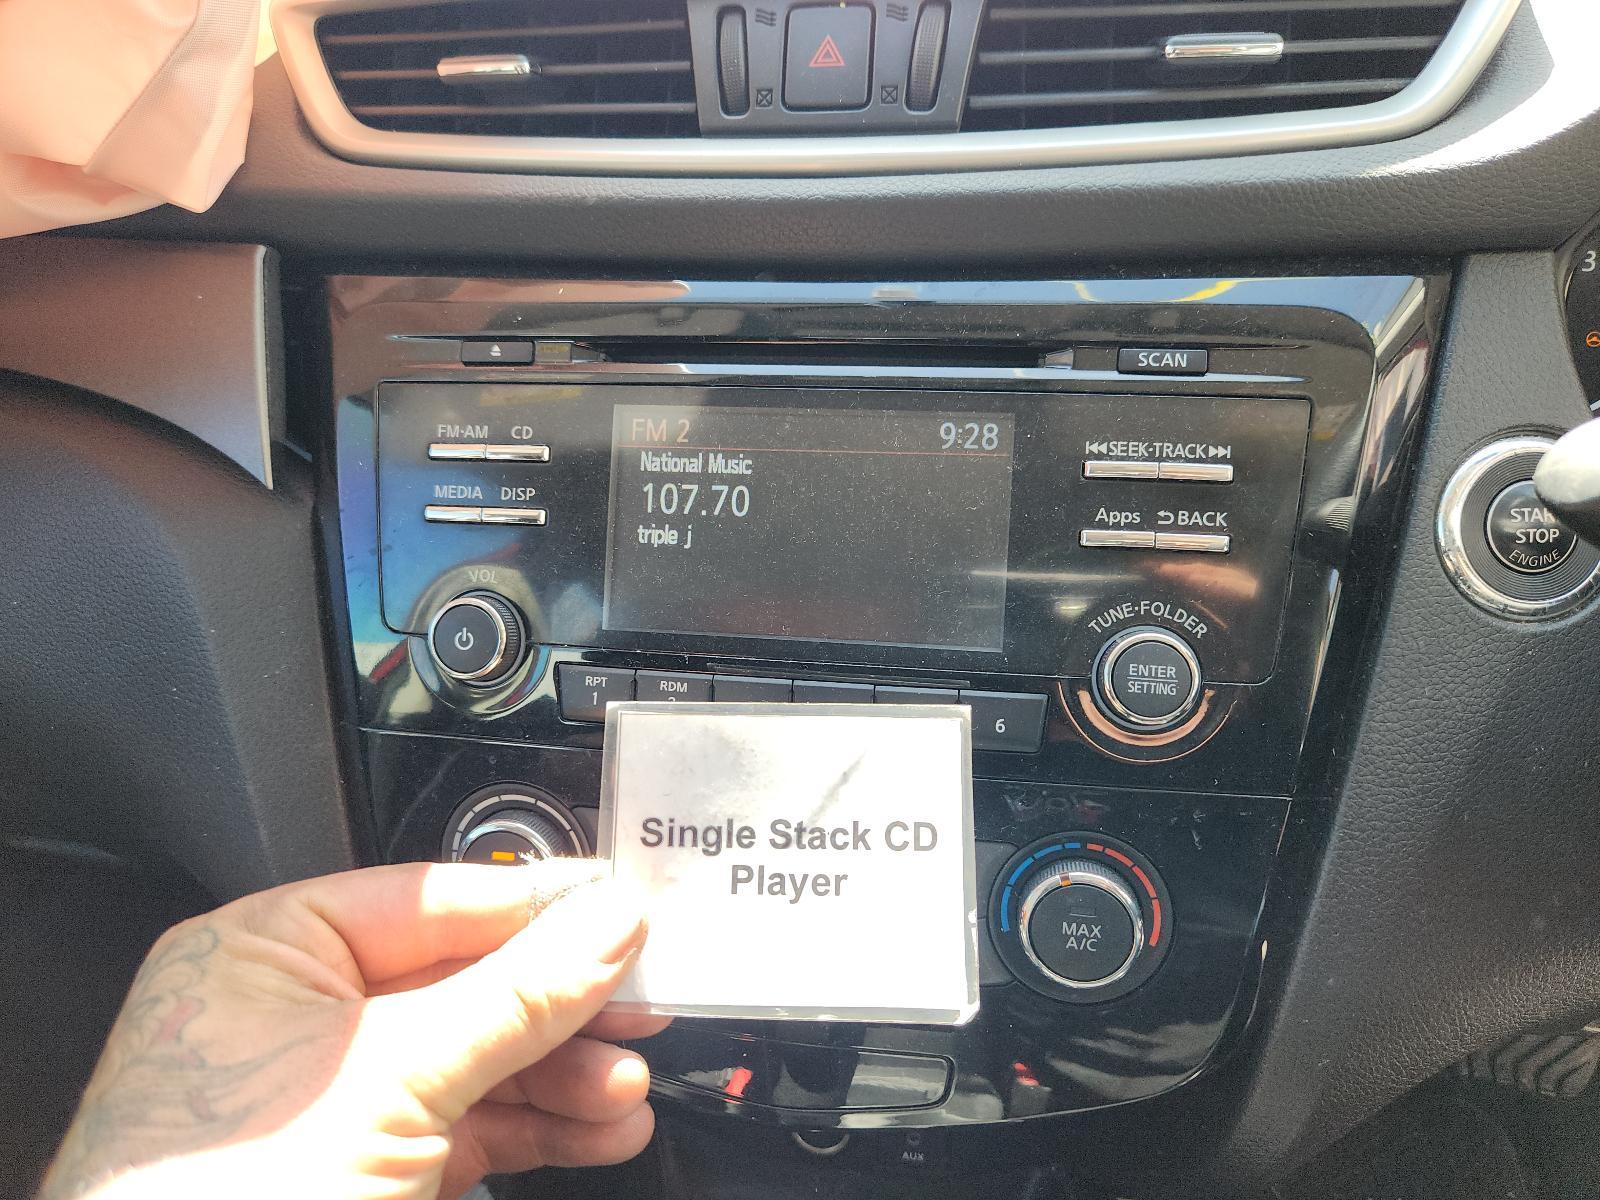 SCAN
FM·AM CD
MEDIA DISP
VOL
FM 2 9:28
National Music
107.70
triple j
SEEK·TRACK
Apps BACK
TUNE·FOLDER
ENTER
SETTING
START
STOP
ENGINE
3
RPT
1
RDM
6
Single Stack CD
Player
MAX
A/C
AUX